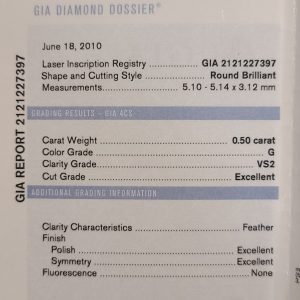 GIA DIAMOND DOSSIER®
June 18, 2010
Laser Inscription Registry GIA 2121227397
Shape and Cutting Style Round Brilliant
Measurements 5.10 - 5.14 x 3.12 mm
GRADING RESULTS - GIA 4CS
Carat Weight 0.50 carat
Color Grade G
Clarity Grade VS2
Cut Grade Excellent
ADDITIONAL GRADING INFORMATION
Clarity Characteristics Feather
Finish
Polish Excellent
Symmetry Excellent
Fluorescence None
GIA REPORT 2121227397